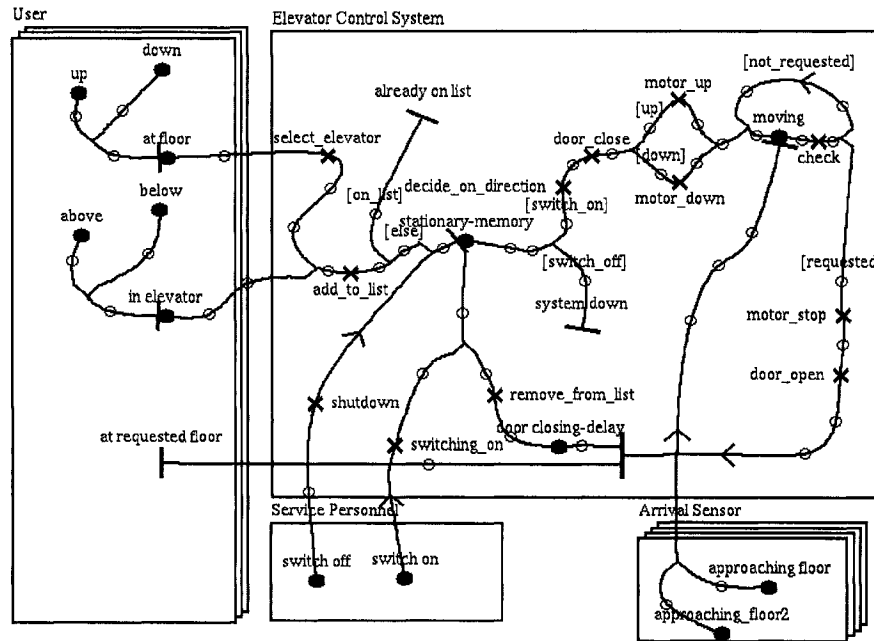 User
Elevator Control System
down
up
[not_requested]
motor_up
already on list
[up]
moving
at floor
select_elevator
door_close
[down]
check
below
decide_on_direction
above
[on_list]
[switch_on]
motor_down
stationary-memory
[else]
[switch_off]
[requested
in elevator
add_to_list
system down
motor_stop
door_open
shutdown
remove_from_list
door closing-delay
at requested floor
switching_on
Service Personnel
Arrival Sensor
switch off
switch on
approaching floor
approaching_floor2